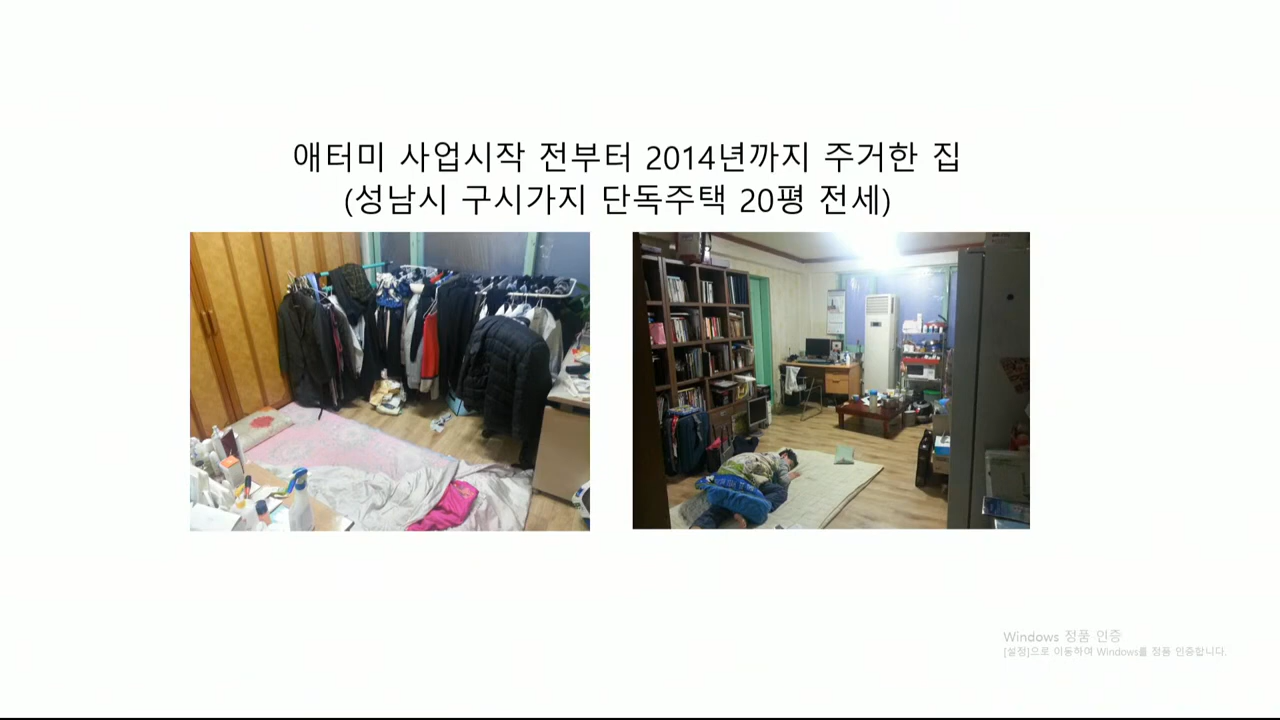 애터미 사업시작 전부터 2014년까지 주거한 집
(성남시 구시가지 단독주택 20평 전세)
Windows 정품 인증
[설정]으로 이동하여 Windows를 정품 인증합니다.